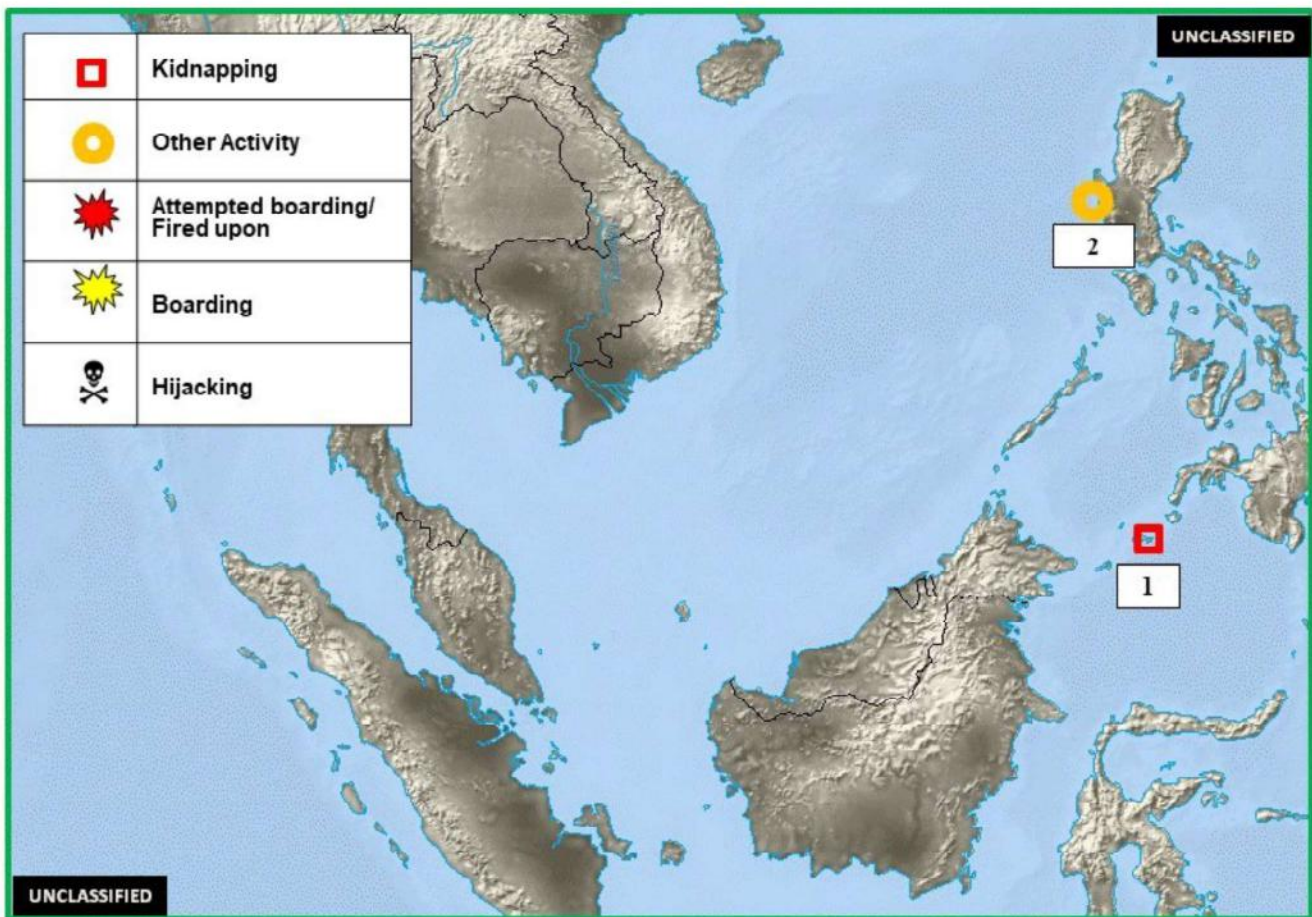 UNCLASSIFIED
Kidnapping
Other Activity
Attempted boarding/
Fired upon
Boarding
Hijacking
2
1
UNCLASSIFIED